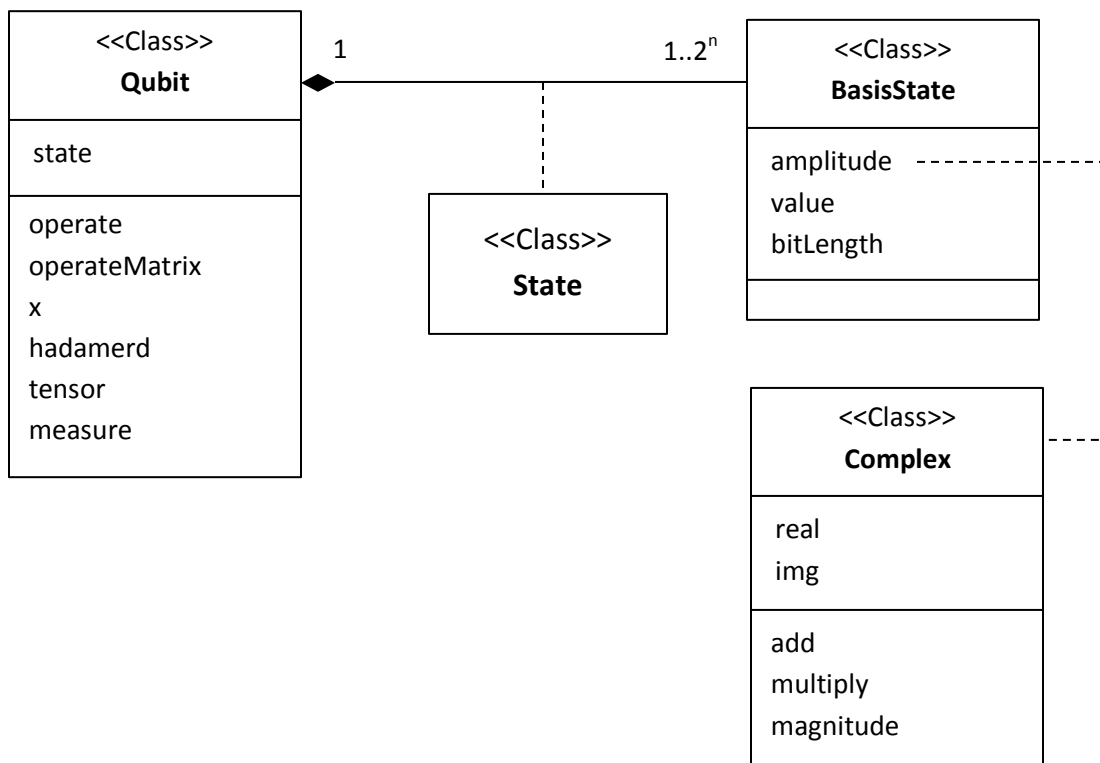 <<Class>>
Qubit
state
operate
operateMatrix
x
hadamerd
tensor
measure
1
1..2ⁿ
<<Class>>
State
<<Class>>
BasisState
amplitude
value
bitLength
<<Class>>
Complex
real
img
add
multiply
magnitude